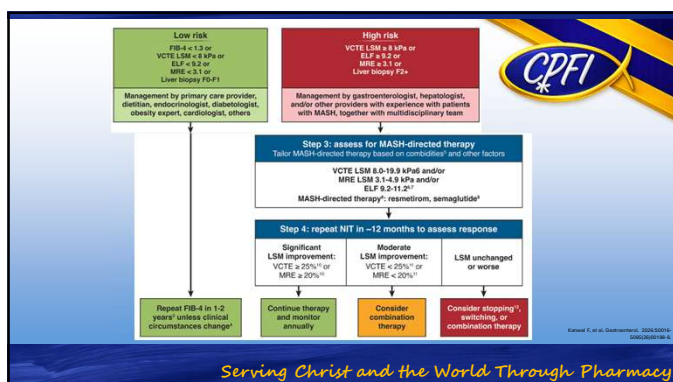 Low risk
FIB-4 < 1.3 or
VCTE LSM < 8 kPa or
ELF < 9.2 or
MRE < 3.1 or
Liver biopsy F0-F1
High risk
VCTE LSM ≥ 8 kPa or
ELF ≥ 9.2 or
MRE ≥ 3.1 or
Liver biopsy F2+
CPFI
Management by primary care provider,
dietitian, endocrinologist, diabetologist,
obesity expert, cardiologist, others
Management by gastroenterologist, hepatologist,
and/or other providers with experience with patients
with MASH, together with multidisciplinary team
Step 3: assess for MASH-directed therapy
Tailor MASH-directed therapy based on combidities and other factors
VCTE LSM 8.0-19.9 kPa6 and/or
MRE LSM 3.1-4.9 kPa and/or
ELF 9.2-11.2
MASH-directed therapy: resmetirom, semaglutide
Step 4: repeat NIT in ~12 months to assess response
Significant
LSM improvement:
VCTE ≥ 25%¹⁰ or
MRE ≥ 20%¹⁰
Moderate
LSM improvement:
VCTE < 25%¹¹ or
MRE < 20%¹¹
LSM unchanged
or worse
Repeat FIB-4 in 1-2
years unless clinical
circumstances change
Continue therapy
and monitor
annually
Consider
combination
therapy
Consider stopping¹²,
switching, or
combination therapy
et al. Gastroenterol. 2026;S0016-
Serving Christ and the World Through Pharmacy